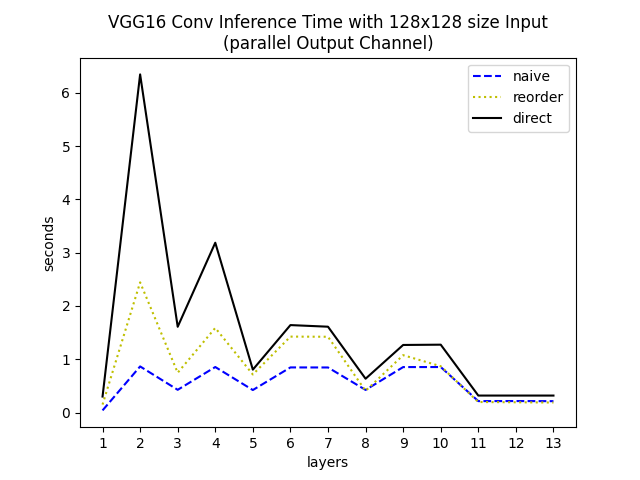 VGG16 Conv Inference Time with 128x128 size Input
(parallel Output Channel)
naive
reorder
direct
seconds
6
5
4
3
2
1
0
1 2 3 4 5 6 7 8 9 10 11 12 13
layers